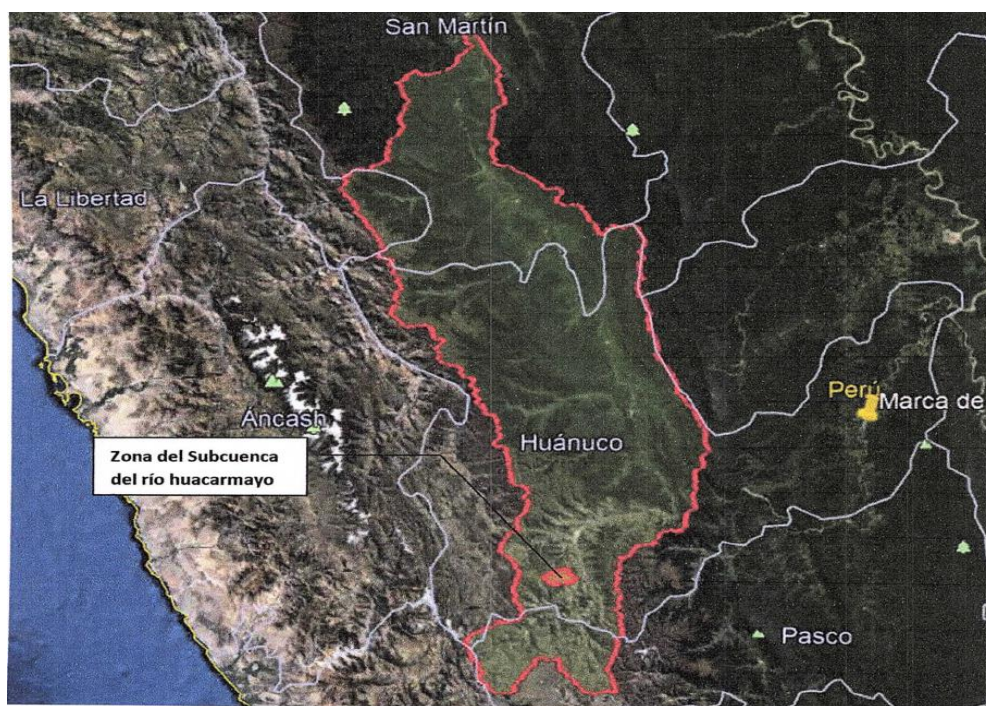 San Martín
La Libertad
Perú
Marca de
Ancash
Huánuco
Zona del Subcuenca
del río huacarmayo
Pasco